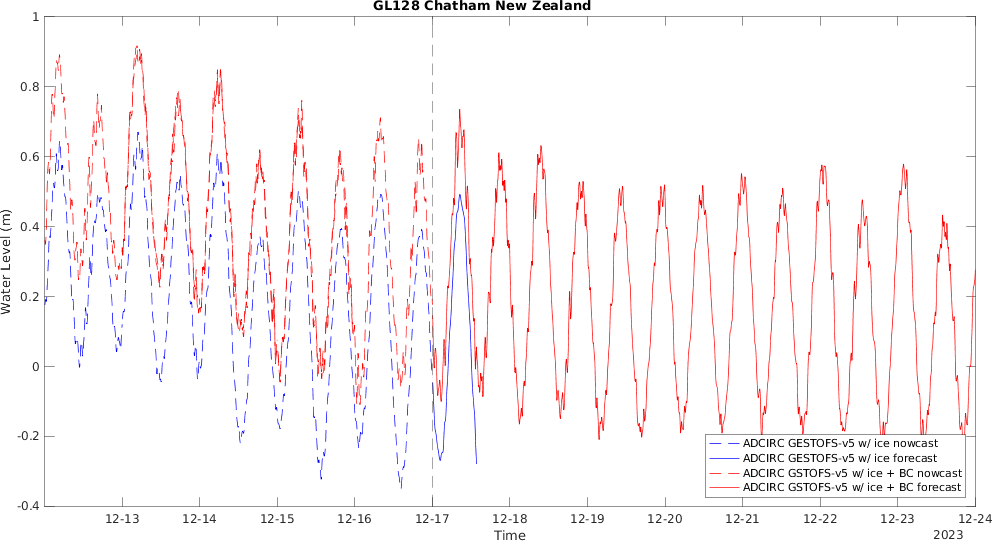 GL128 Chatham New Zealand
1
0.8
0.6
0.4
0.2
0
-0.2
-0.4
Water Level (m)
12-13 12-14 12-15 12-16 12-17 12-18 12-19 12-20 12-21 12-22 12-23 12-24
Time
2023
ADCIRC GESTOFS-v5 w/ ice nowcast
ADCIRC GESTOFS-v5 w/ ice forecast
ADCIRC GSTOFS-v5 w/ ice + BC nowcast
ADCIRC GSTOFS-v5 w/ ice + BC forecast